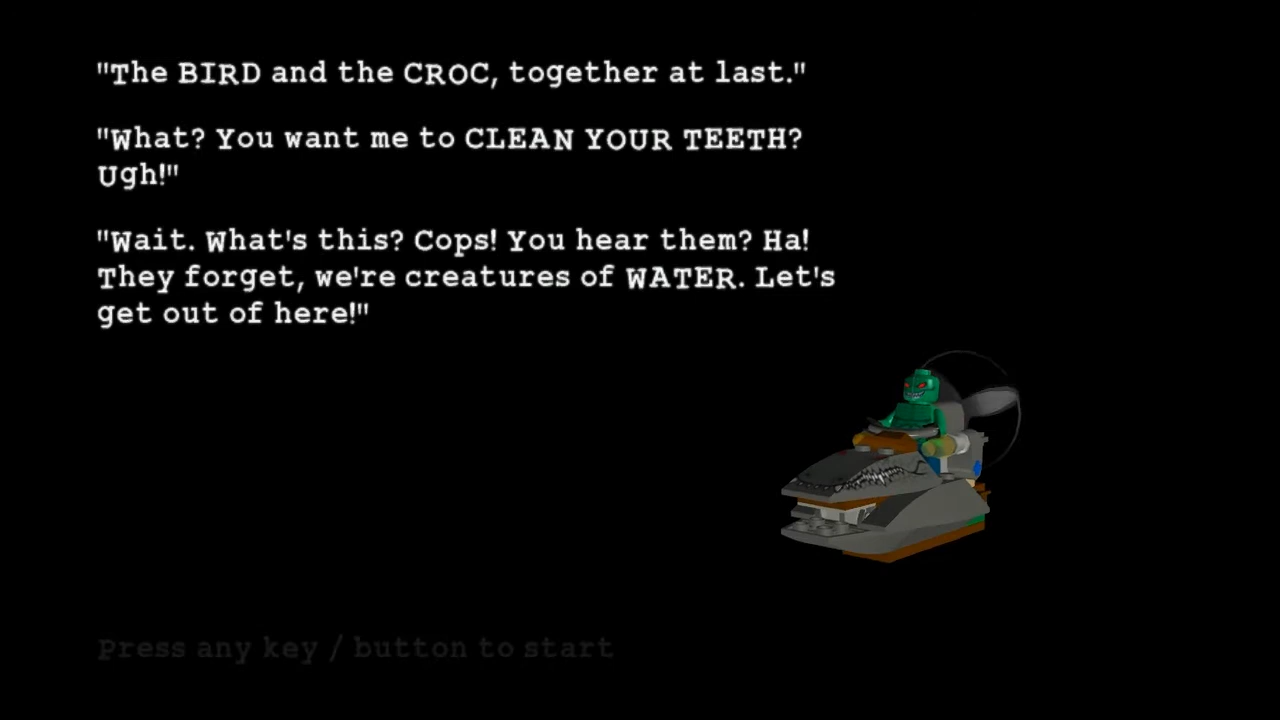 "The BIRD and the CROC, together at last."
"What? You want me to CLEAN YOUR TEETH?
Ugh!"
"Wait. What's this? Cops! You hear them? Ha!
They forget, we're creatures of WATER. Let's
get out of here!"
Press any key / button to start